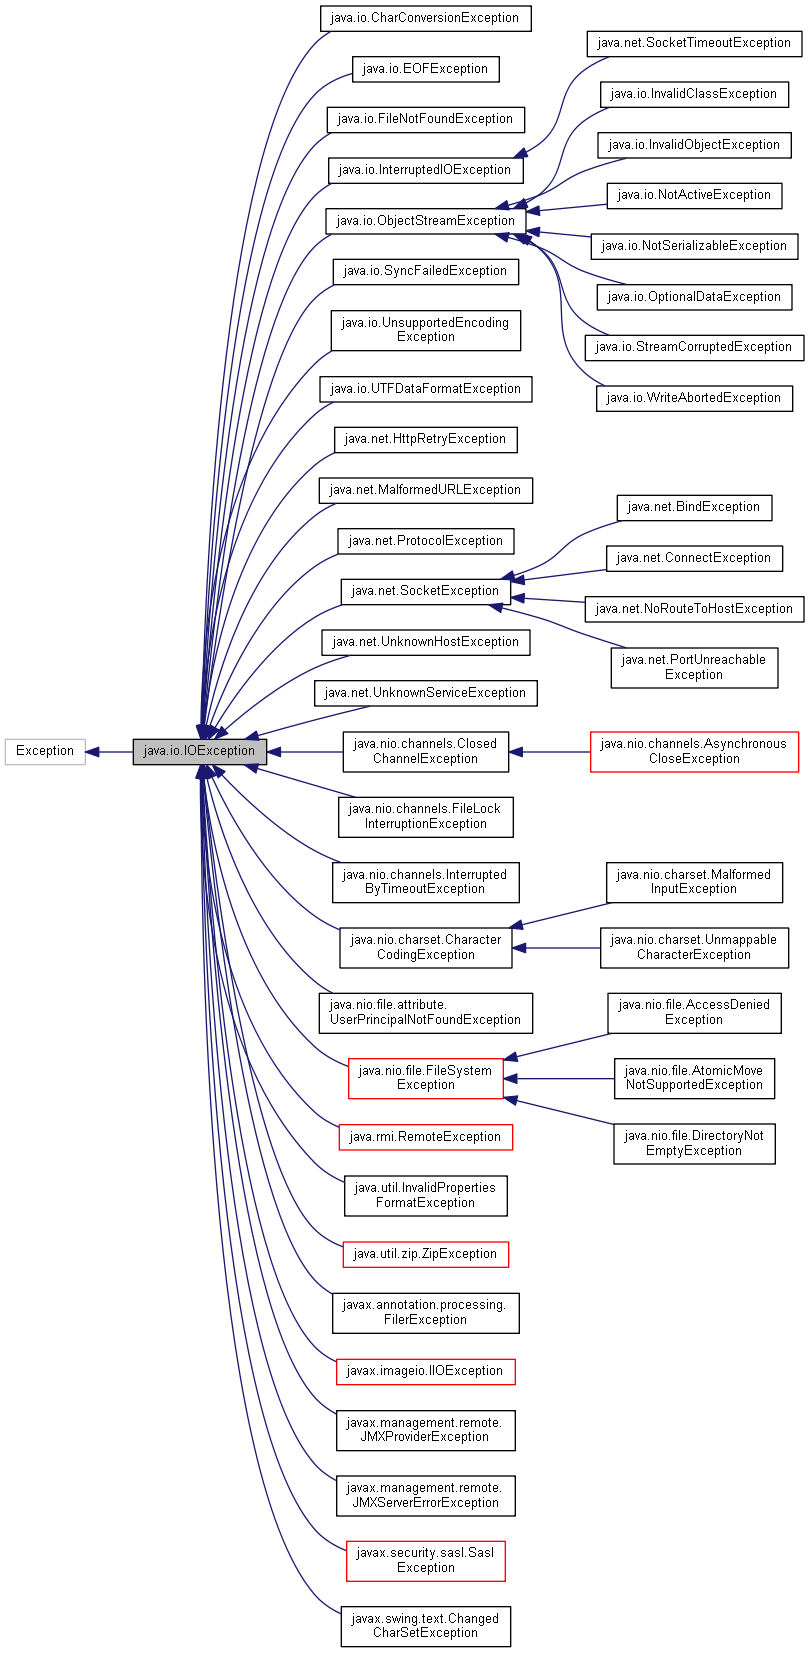 java.io.CharConversionException
java.net.SocketTimeoutException
java.io.EOFException
java.io.InvalidClassException
java.io.FileNotFoundException
java.io.InvalidObjectException
java.io.InterruptedIOException
java.io.NotActiveException
java.io.ObjectStreamException
java.io.NotSerializableException
java.io.SyncFailedException
java.io.OptionalDataException
java.io.UnsupportedEncoding
Exception
java.io.StreamCorruptedException
java.io.UTFDataFormatException
java.io.WriteAbortedException
java.net.HttpRetryException
java.net.MalformedURLException
java.net.BindException
java.net.ProtocolException
java.net.ConnectException
java.net.SocketException
java.net.NoRouteToHostException
java.net.UnknownHostException
java.net.PortUnreachable
Exception
java.net.UnknownServiceException
Exception
java.io.IOException
java.nio.channels.Closed
ChannelException
java.nio.channels.Asynchronous
CloseException
java.nio.channels.FileLock
InterruptionException
java.nio.channels.Interrupted
ByTimeoutException
java.nio.charset.Malformed
InputException
java.nio.charset.Character
CodingException
java.nio.charset.Unmappable
CharacterException
java.nio.file.attribute.
UserPrincipalNotFoundException
java.nio.file.AccessDenied
Exception
java.nio.file.FileSystem
Exception
java.nio.file.AtomicMove
NotSupportedException
java.rmi.RemoteException
java.nio.file.DirectoryNot
EmptyException
java.util.InvalidProperties
FormatException
java.util.zip.ZipException
javax.annotation.processing.
FilerException
javax.imageio.IIOException
javax.management.remote.
JMXProviderException
javax.management.remote.
JMXServerErrorException
javax.security.sasl.Sasl
Exception
javax.swing.text.Changed
CharSetException